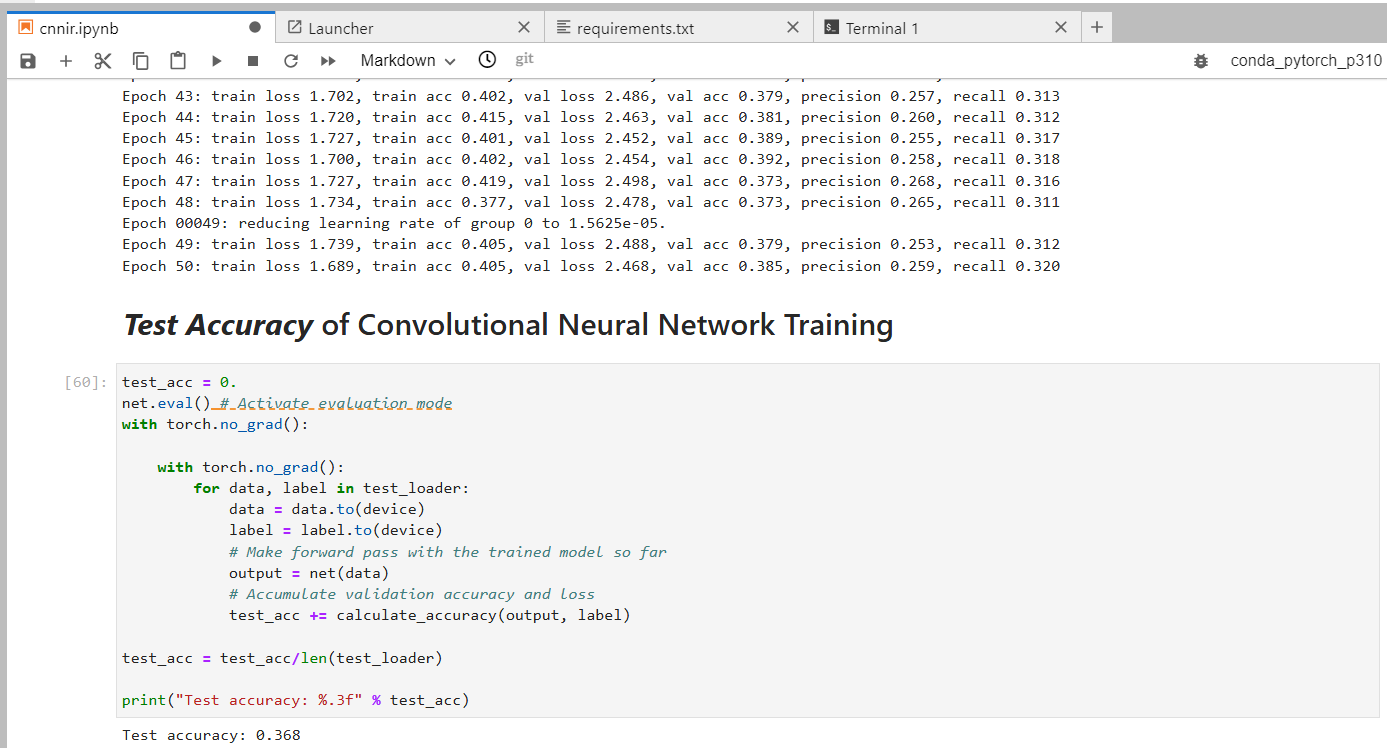 cnnir.ipynb
Launcher
requirements.txt
Terminal 1
Markdown
git
conda_pytorch_p310
Epoch 43: train loss 1.702, train acc 0.402, val loss 2.486, val acc 0.379, precision 0.257, recall 0.313
Epoch 44: train loss 1.720, train acc 0.415, val loss 2.463, val acc 0.381, precision 0.260, recall 0.312
Epoch 45: train loss 1.727, train acc 0.401, val loss 2.452, val acc 0.389, precision 0.255, recall 0.317
Epoch 46: train loss 1.700, train acc 0.402, val loss 2.454, val acc 0.392, precision 0.258, recall 0.318
Epoch 47: train loss 1.727, train acc 0.419, val loss 2.498, val acc 0.373, precision 0.268, recall 0.316
Epoch 48: train loss 1.734, train acc 0.377, val loss 2.478, val acc 0.373, precision 0.265, recall 0.311
Epoch 00049: reducing learning rate of group 0 to 1.5625e-05.
Epoch 49: train loss 1.739, train acc 0.405, val loss 2.488, val acc 0.379, precision 0.253, recall 0.312
Epoch 50: train loss 1.689, train acc 0.405, val loss 2.468, val acc 0.385, precision 0.259, recall 0.320
Test Accuracy of Convolutional Neural Network Training
[60]:
test_acc = 0.
net.eval() # Activate evaluation mode
with torch.no_grad():
    with torch.no_grad():
        for data, label in test_loader:
            data = data.to(device)
            label = label.to(device)
            # Make forward pass with the trained model so far
            output = net(data)
            # Accumulate validation accuracy and loss
            test_acc += calculate_accuracy(output, label)
test_acc = test_acc/len(test_loader)
print("Test accuracy: %.3f" % test_acc)
Test accuracy: 0.368